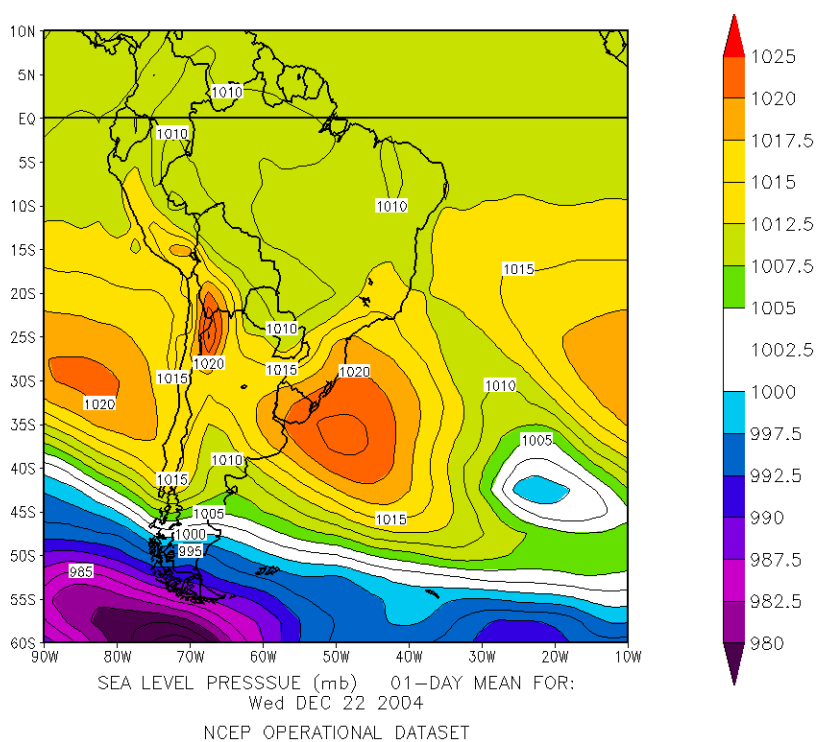 10N
5N
EQ
5S
10S
15S
20S
25S
30S
35S
40S
45S
50S
55S
60S
90W 80W 70W 60W 50W 40W 30W 20W 10W
1010
1010
1010
1015
1010
1020
1015
1015
1020
1020
1010
1010
1005
1015
1005
1015
1000
995
985
1025
1020
1017.5
1015
1012.5
1007.5
1005
1002.5
1000
997.5
992.5
990
987.5
982.5
980
SEA LEVEL PRESSSUE (mb) 01-DAY MEAN FOR:
Wed DEC 22 2004
NCEP OPERATIONAL DATASET